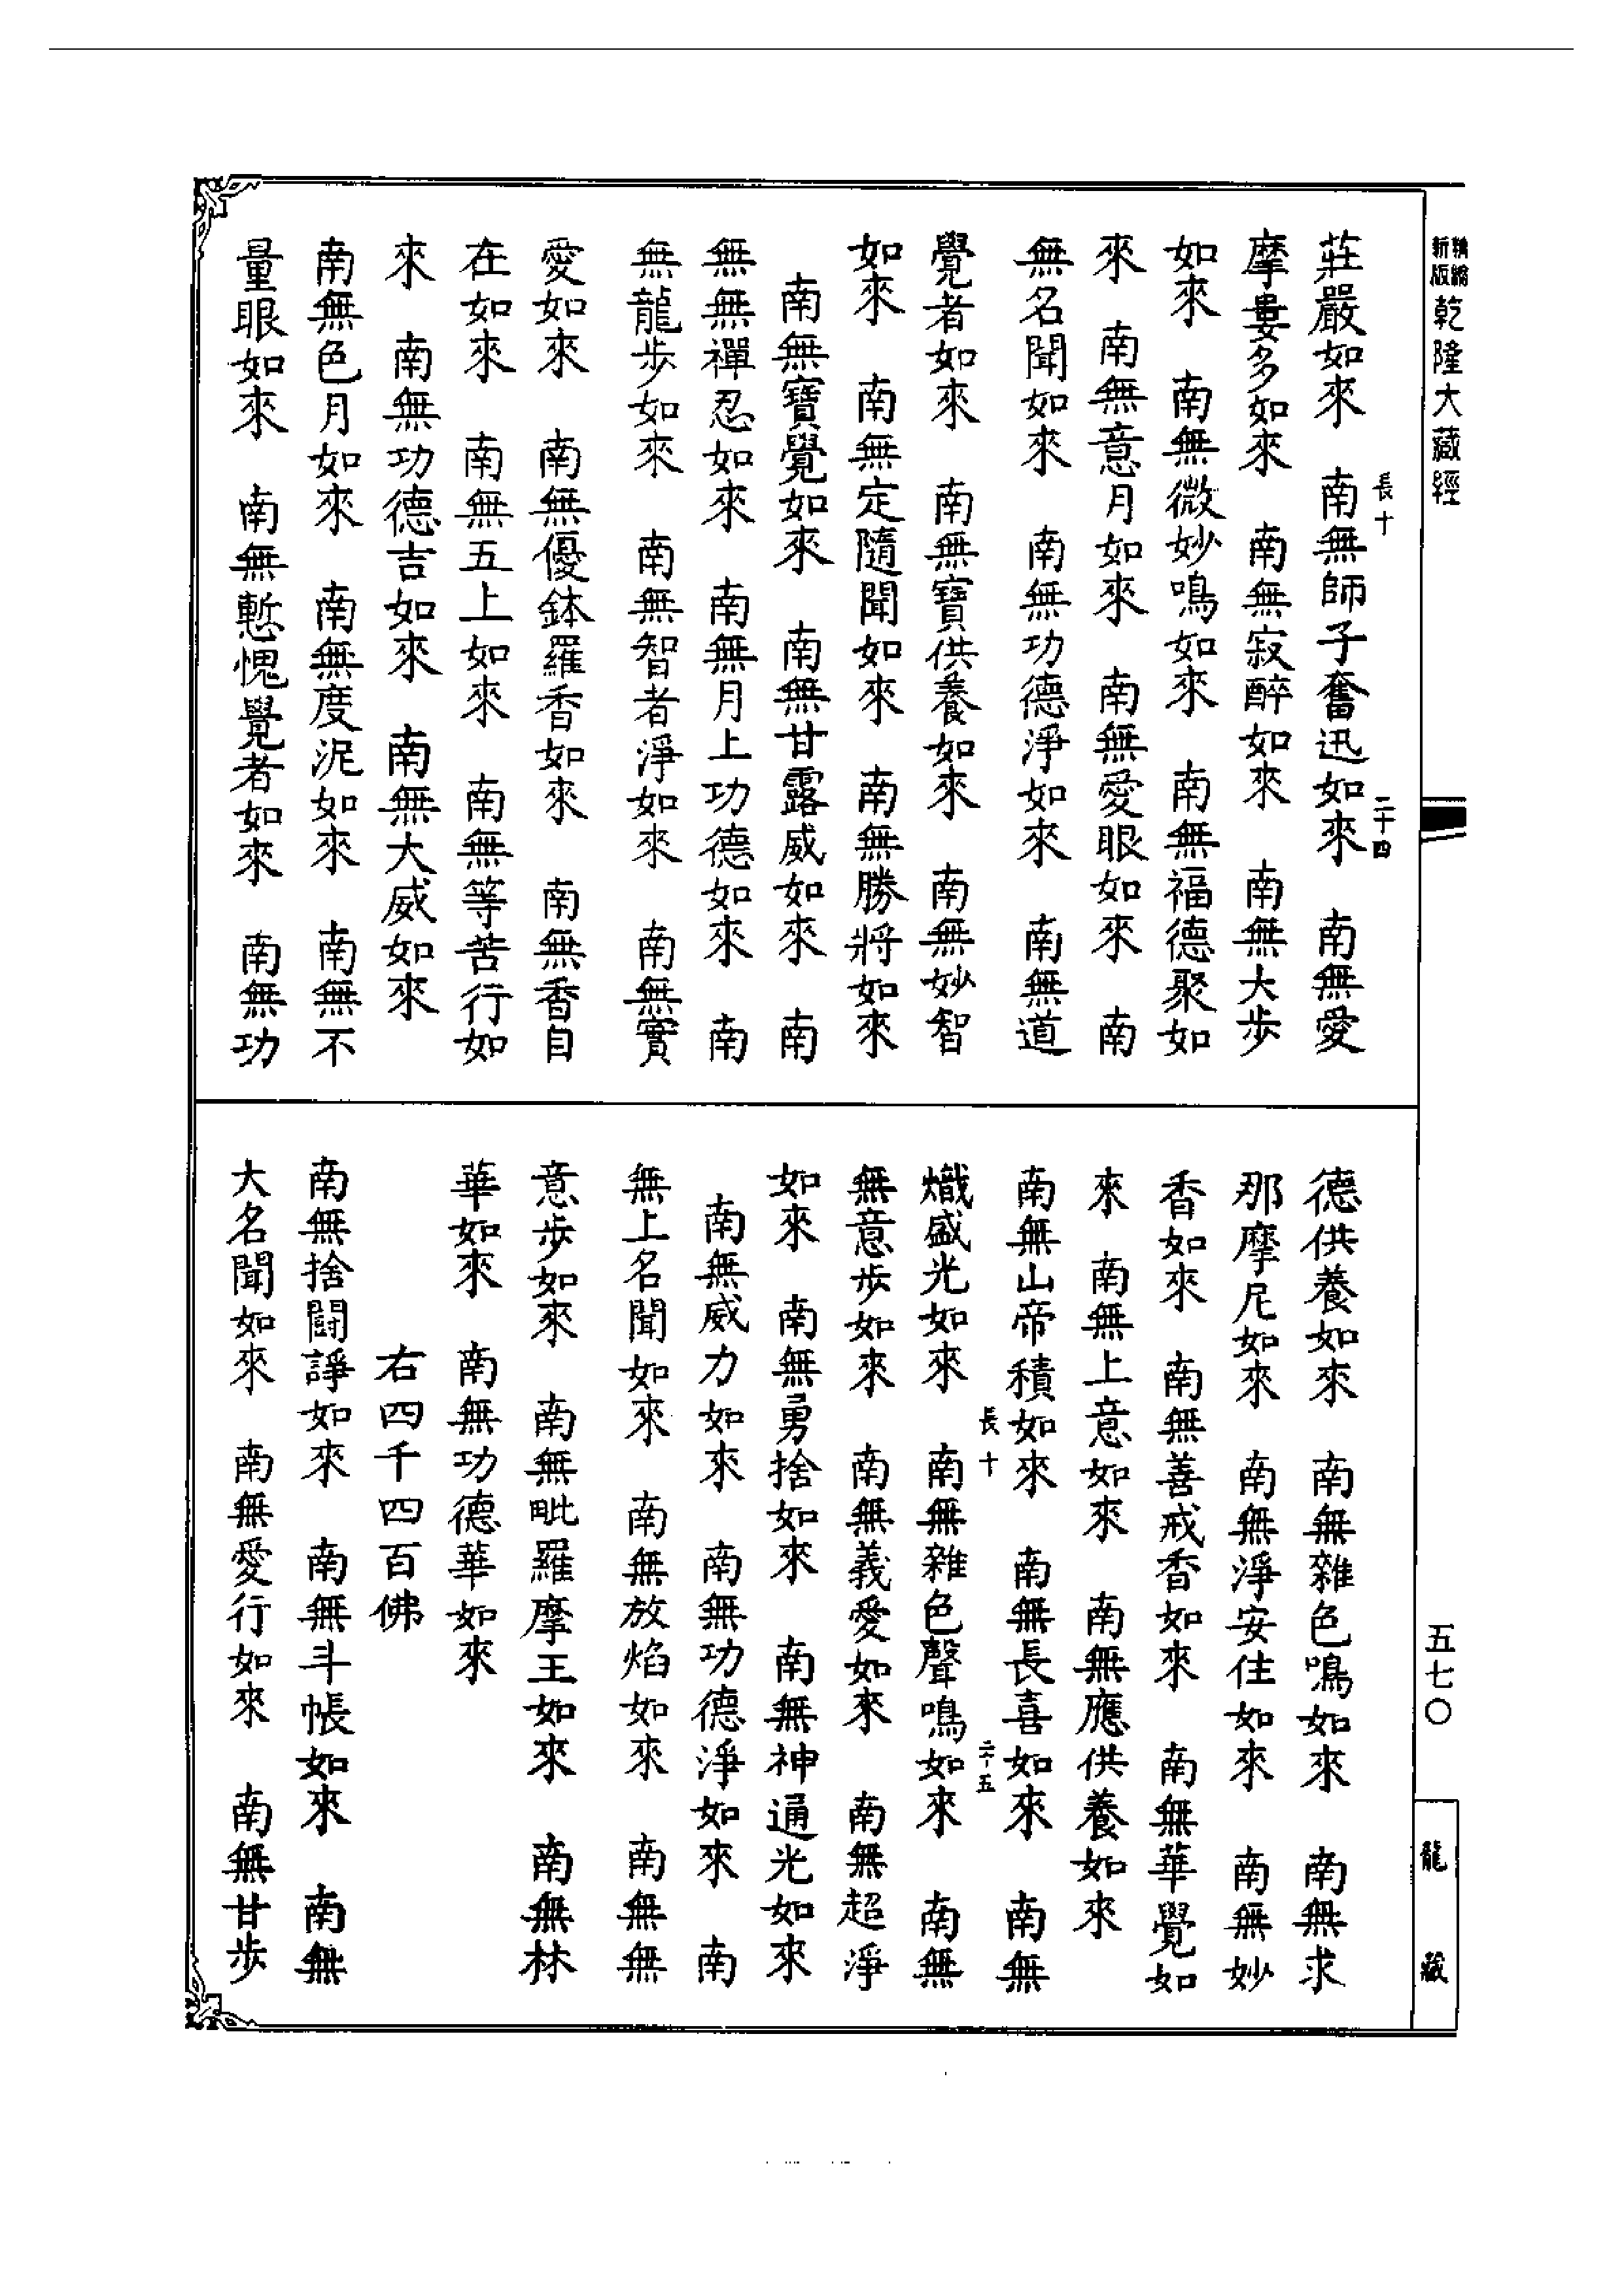 新版精縮乾隆大藏經
五七〇
龍藏
莊嚴如來　南無師子奮迅如來　南無愛
長十　二十四
摩婁多如來　南無寂醉如來　南無大步
如來　南無微妙鳴如來　南無福德聚如
來　南無意月如來　南無愛眼如來　南
無名聞如來　南無功德淨如來　南無道
覺者如來　南無寶供養如來　南無妙智
如來　南無定隨聞如來　南無勝將如來
南無寶覺如來　南無甘露威如來　南
無無禪忍如來　南無月上功德如來　南
無龍步如來　南無智者淨如來　南無實
愛如來　南無優鉢羅香如來　南無香自
在如來　南無五上如來　南無等苦行如
來　南無功德吉如來　南無大威如來
南無色月如來　南無度泥如來　南無不
量眼如來　南無慙愧覺者如來　南無功
德供養如來　南無雜色鳴如來　南無求
那摩尼如來　南無淨安住如來　南無妙
香如來　南無善戒香如來　南無華覺如
來　南無上意如來　南無應供養如來
南無山帝積如來　南無長喜如來　南無
長十　二十五
熾盛光如來　南無雜色聲鳴如來　南無
無意步如來　南無義愛如來　南無超淨
如來　南無勇捨如來　南無神通光如來
南無威力如來　南無功德淨如來　南
無上名聞如來　南無放焰如來　南無無
意步如來　南無毗羅摩王如來　南無林
華如來　南無功德華如來
右四千四百佛
南無捨鬪諍如來　南無斗帳如來　南無
大名聞如來　南無愛行如來　南無甘步